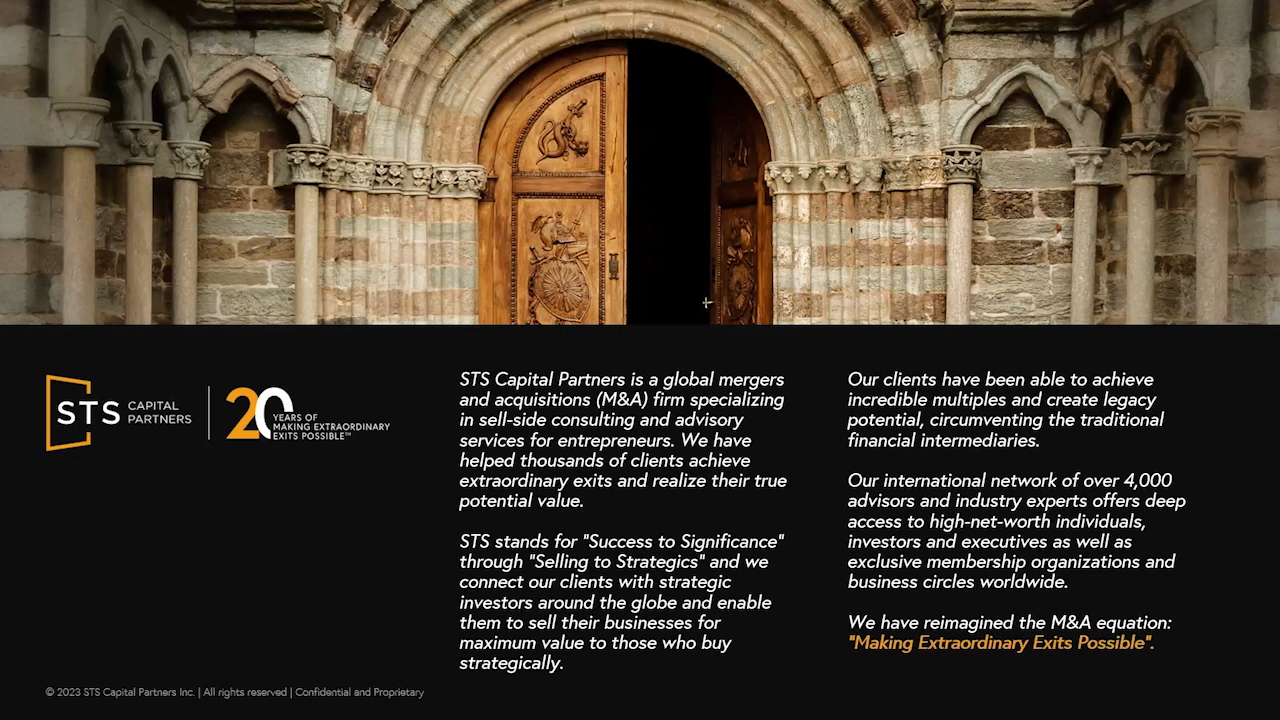 STS CAPITAL
PARTNERS
20 YEARS OF
MAKING EXTRAORDINARY
EXITS POSSIBLE™
STS Capital Partners is a global mergers
and acquisitions (M&A) firm specializing
in sell-side consulting and advisory
services for entrepreneurs. We have
helped thousands of clients achieve
extraordinary exits and realize their true
potential value.
STS stands for "Success to Significance"
through "Selling to Strategics" and we
connect our clients with strategic
investors around the globe and enable
them to sell their businesses for
maximum value to those who buy
strategically.
Our clients have been able to achieve
incredible multiples and create legacy
potential, circumventing the traditional
financial intermediaries.
Our international network of over 4,000
advisors and industry experts offers deep
access to high-net-worth individuals,
investors and executives as well as
exclusive membership organizations and
business circles worldwide.
We have reimagined the M&A equation:
"Making Extraordinary Exits Possible".
© 2023 STS Capital Partners Inc. | All rights reserved | Confidential and Proprietary